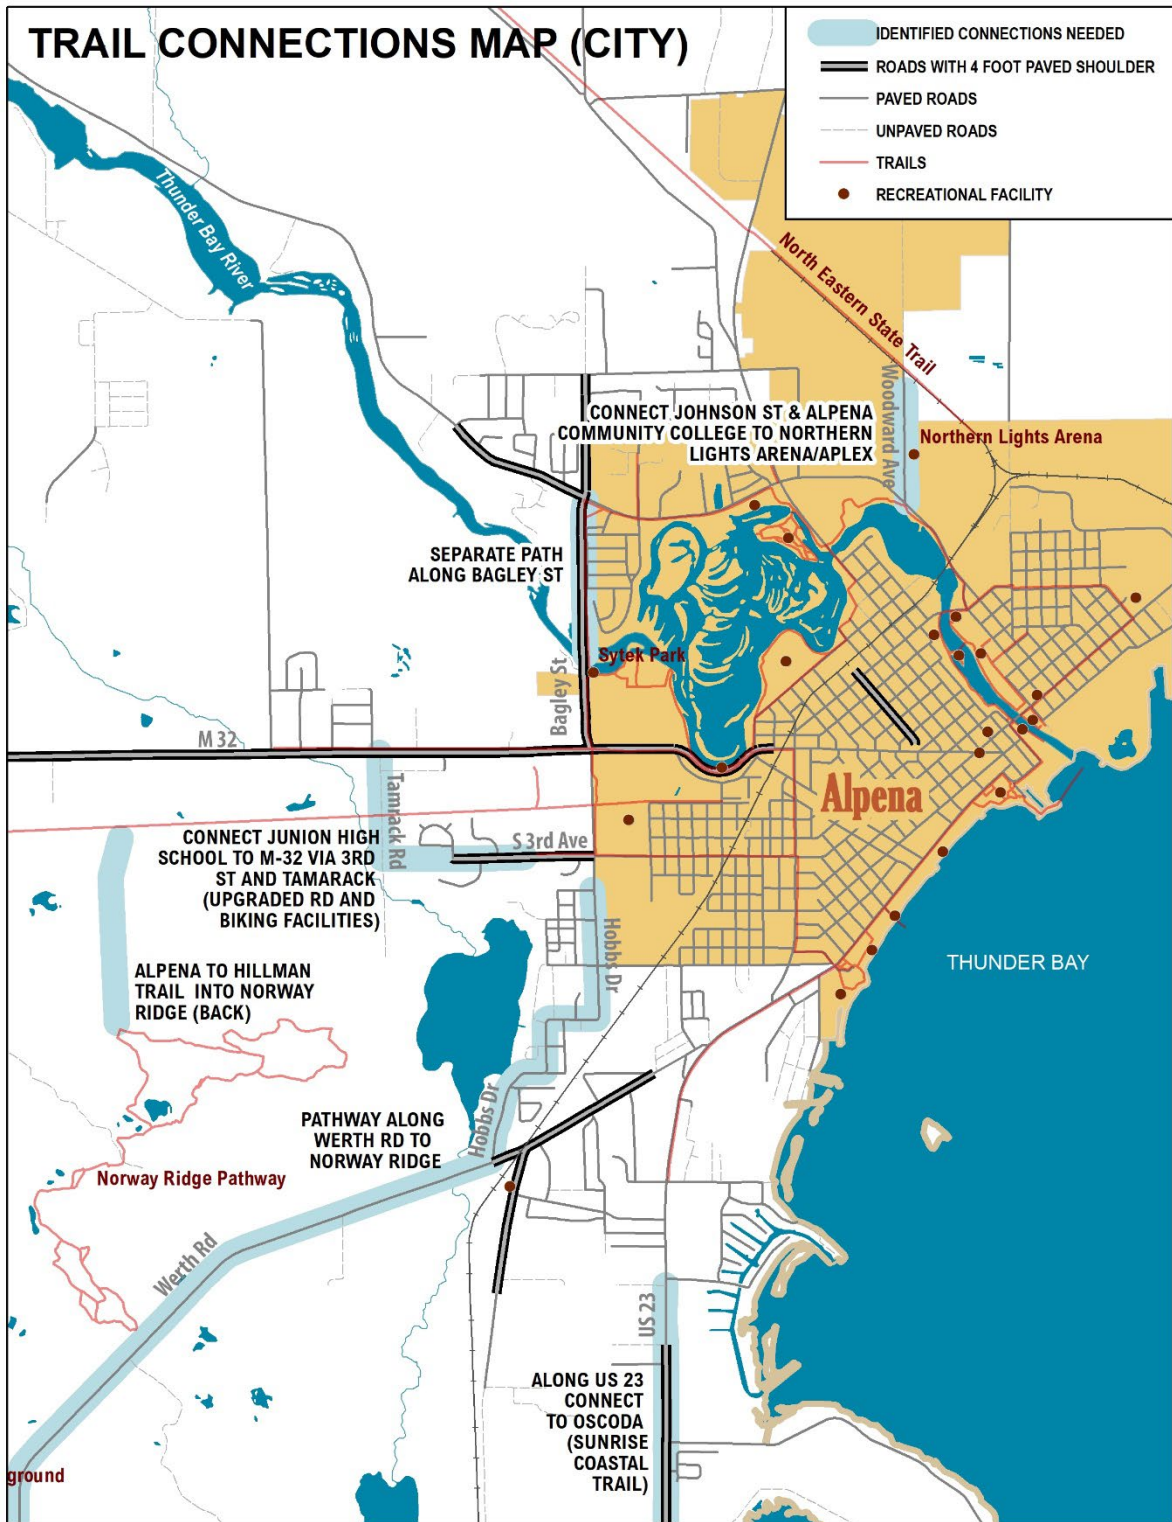 TRAIL CONNECTIONS MAP (CITY)
IDENTIFIED CONNECTIONS NEEDED
ROADS WITH 4 FOOT PAVED SHOULDER
PAVED ROADS
UNPAVED ROADS
TRAILS
RECREATIONAL FACILITY
Thunder Bay River
North Eastern State Trail
Woodward Ave
CONNECT JOHNSON ST & ALPENA
COMMUNITY COLLEGE TO NORTHERN
LIGHTS ARENA/APLEX
Northern Lights Arena
SEPARATE PATH
ALONG BAGLEY ST
Sytek Park
Bagley St
M 32
Tamrack Rd
Alpena
CONNECT JUNION HIGH
SCHOOL TO M-32 VIA 3RD
ST AND TAMARACK
(UPGRADED RD AND
BIKING FACILITIES)
S 3rd Ave
Hobbs Dr
ALPENA TO HILLMAN
TRAIL INTO NORWAY
RIDGE (BACK)
THUNDER BAY
PATHWAY ALONG
WERTH RD TO
NORWAY RIDGE
Hobbs Dr
Norway Ridge Pathway
Werth Rd
US 23
ALONG US 23
CONNECT
TO OSCODA
(SUNRISE
COASTAL
TRAIL)
ground